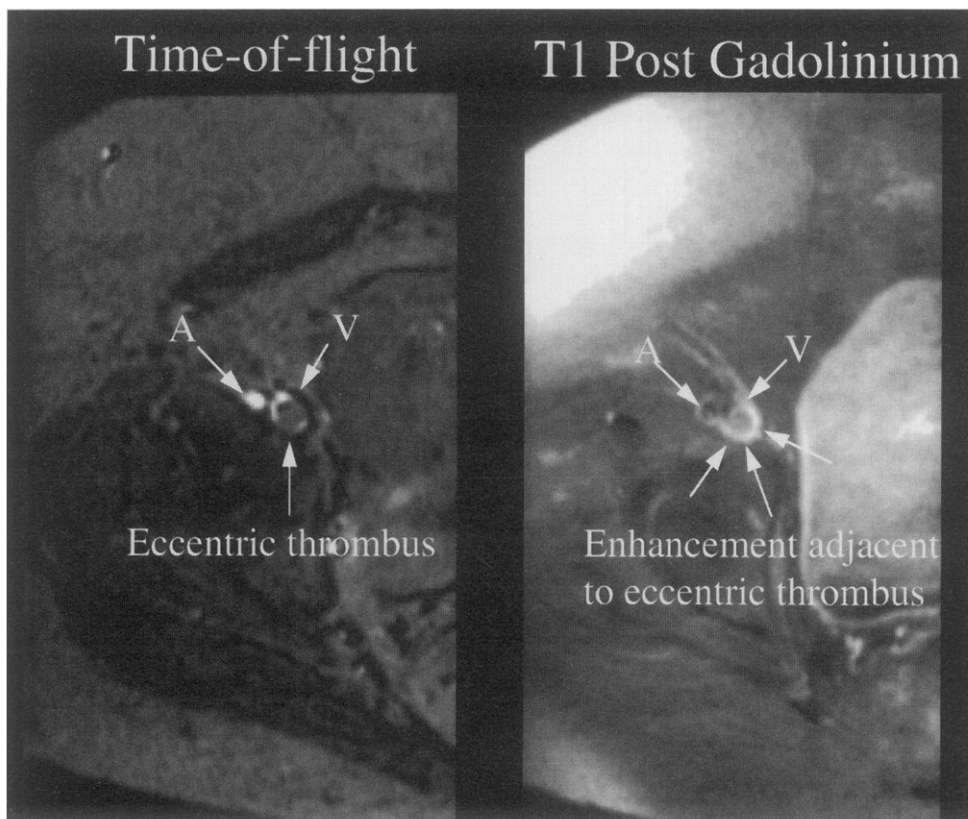 Time-of-flight
A
V
Eccentric thrombus
T1 Post Gadolinium
A
V
Enhancement adjacent
to eccentric thrombus